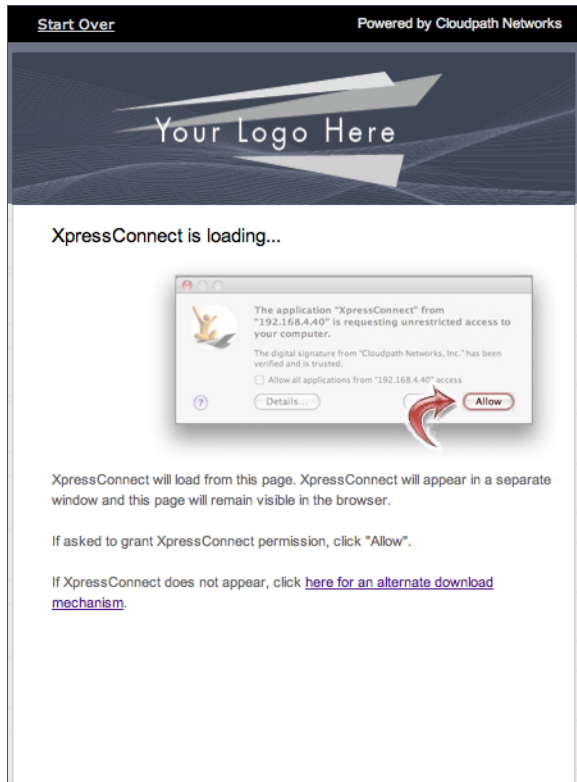 Start Over
Powered by Cloudpath Networks
Your Logo Here
XpressConnect is loading...
The application "XpressConnect" from
"192.168.4.40" is requesting unrestricted access to
your computer.
The digital signature from "Cloudpath Networks, Inc." has been
verified and is trusted.
Allow all applications from "192.168.4.40" access
?
Details...
Allow
XpressConnect will load from this page. XpressConnect will appear in a separate
window and this page will remain visible in the browser.
If asked to grant XpressConnect permission, click "Allow".
If XpressConnect does not appear, click here for an alternate download
mechanism.